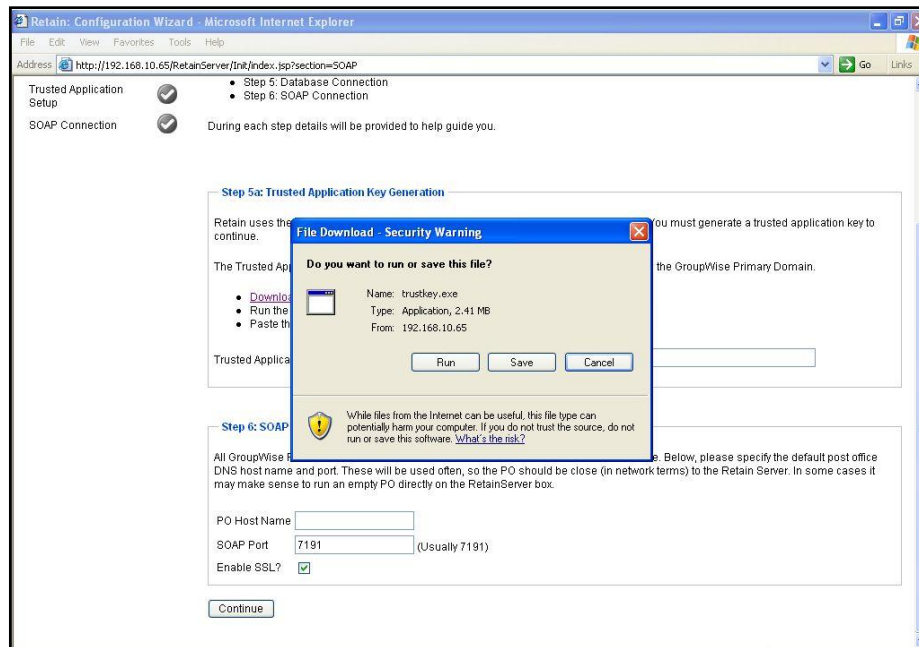 Retain: Configuration Wizard - Microsoft Internet Explorer
File Edit View Favorites Tools Help
Address http://192.168.10.65/RetainServer/Init/index.jsp?section=SOAP Go Links
Trusted Application Setup
SOAP Connection
• Step 5: Database Connection
• Step 6: SOAP Connection
During each step details will be provided to help guide you.
Step 5a: Trusted Application Key Generation
Retain uses the You must generate a trusted application key to
continue.
The Trusted App the GroupWise Primary Domain.
• Downloa
• Run the
• Paste th
Trusted Applica
File Download - Security Warning
Do you want to run or save this file?
Name: trustkey.exe
Type: Application, 2.41 MB
From: 192.168.10.65
Run Save Cancel
While files from the Internet can be useful, this file type can
potentially harm your computer. If you do not trust the source, do not
run or save this software. What's the risk?
Step 6: SOAP
All GroupWise P e. Below, please specify the default post office
DNS host name and port. These will be used often, so the PO should be close (in network terms) to the Retain Server. In some cases it
may make sense to run an empty PO directly on the RetainServer box.
PO Host Name
SOAP Port 7191 (Usually 7191)
Enable SSL?
Continue